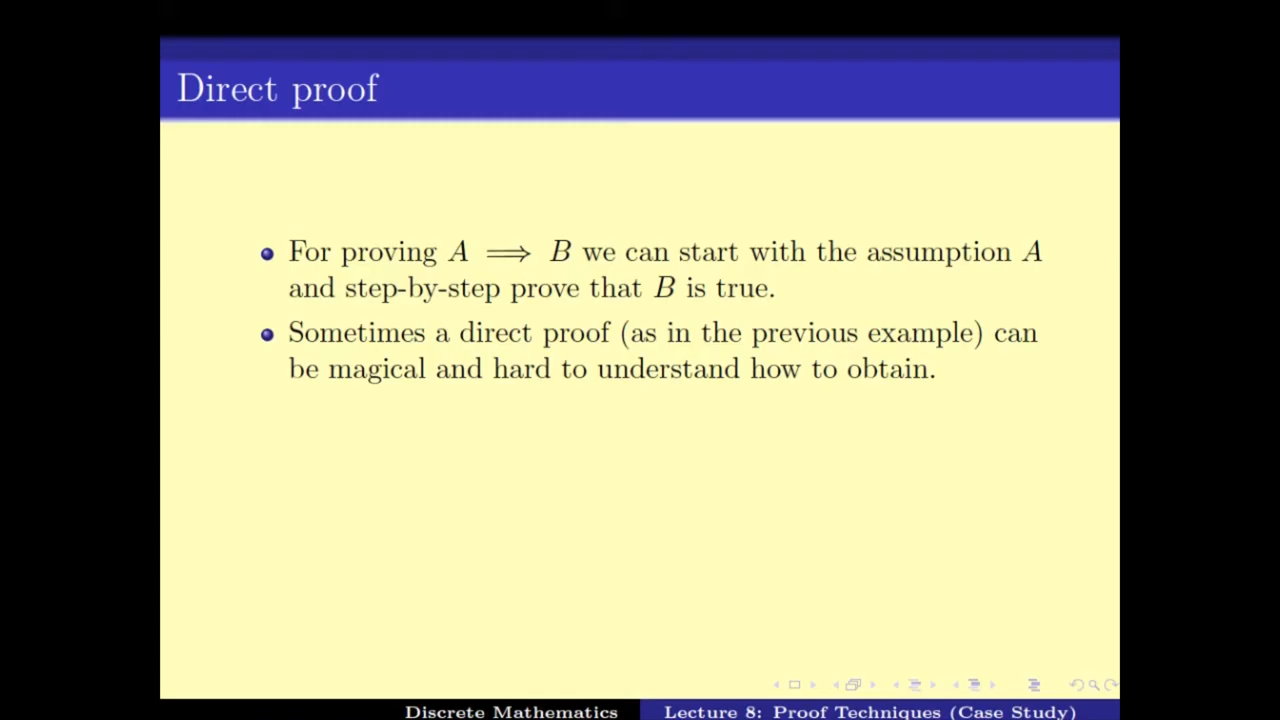 Direct proof
For proving A ⟹ B we can start with the assumption A
and step-by-step prove that B is true.
Sometimes a direct proof (as in the previous example) can
be magical and hard to understand how to obtain.
Discrete Mathematics
Lecture 8: Proof Techniques (Case Study)